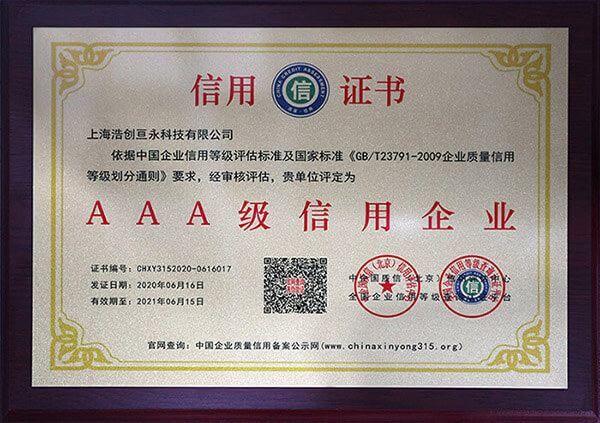 信用 证书
CHINA CREDIT ASSESSMENT
信
上海浩创亘永科技有限公司
依据中国企业信用等级评估标准及国家标准《GB/T23791-2009企业质量信用
等级划分通则》要求，经审核评估，贵单位评定为
AAA级信用企业
证书编号：CHXY3152020-0616017
发证日期：2020年06月16日
有效期至：2021年06月15日
信
官网查询：中国企业质量信用备案公示网(www.chinaxinyong315.org)